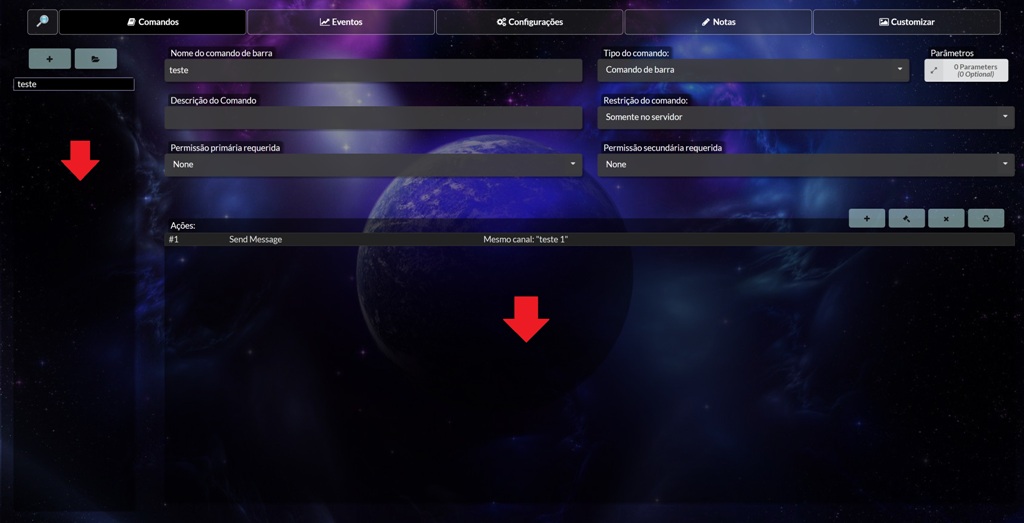 Comandos
Eventos
Configurações
Notas
Customizar
teste
Nome do comando de barra
teste
Tipo do comando:
Comando de barra
Parâmetros
0 Parameters
(0 Optional)
Descrição do Comando
Restrição do comando:
Somente no servidor
Permissão primária requerida
None
Permissão secundária requerida
None
Ações:
#1 Send Message Mesmo canal: "teste 1"